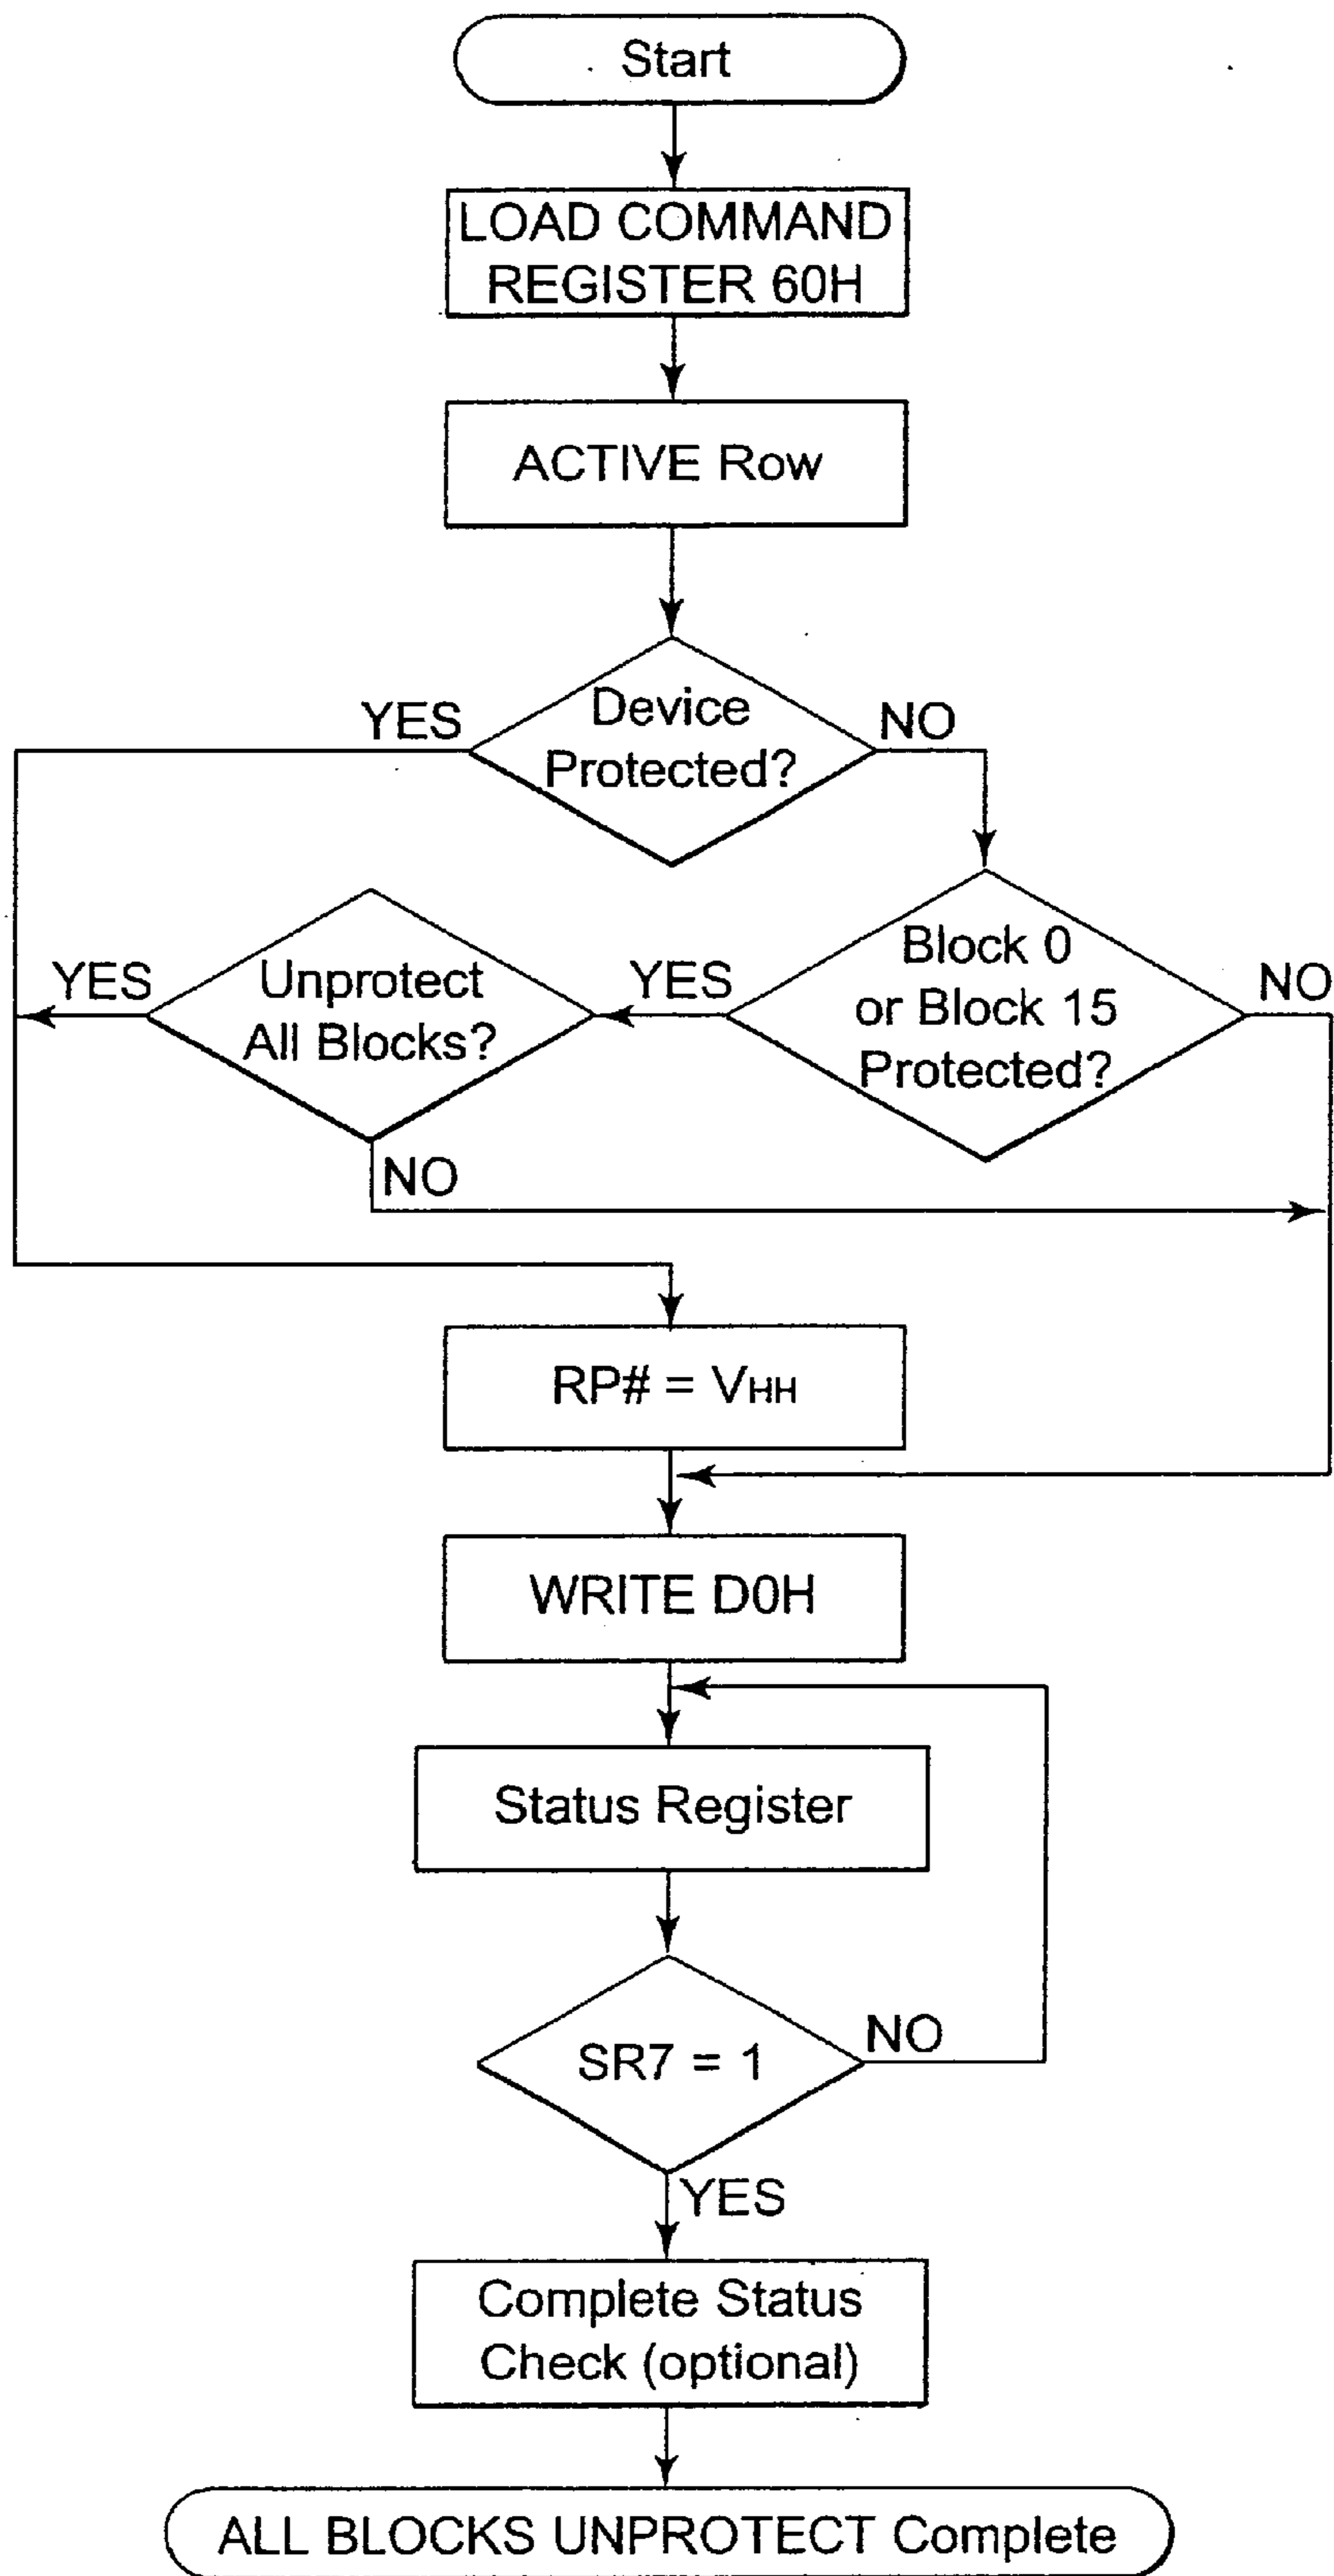 Start
LOAD COMMAND
REGISTER 60H
ACTIVE Row
YES
Device
Protected?
NO
YES
Unprotect
All Blocks?
YES
Block 0
or Block 15
Protected?
NO
NO
RP# = VHH
WRITE D0H
Status Register
SR7 = 1
NO
YES
Complete Status
Check (optional)
ALL BLOCKS UNPROTECT Complete